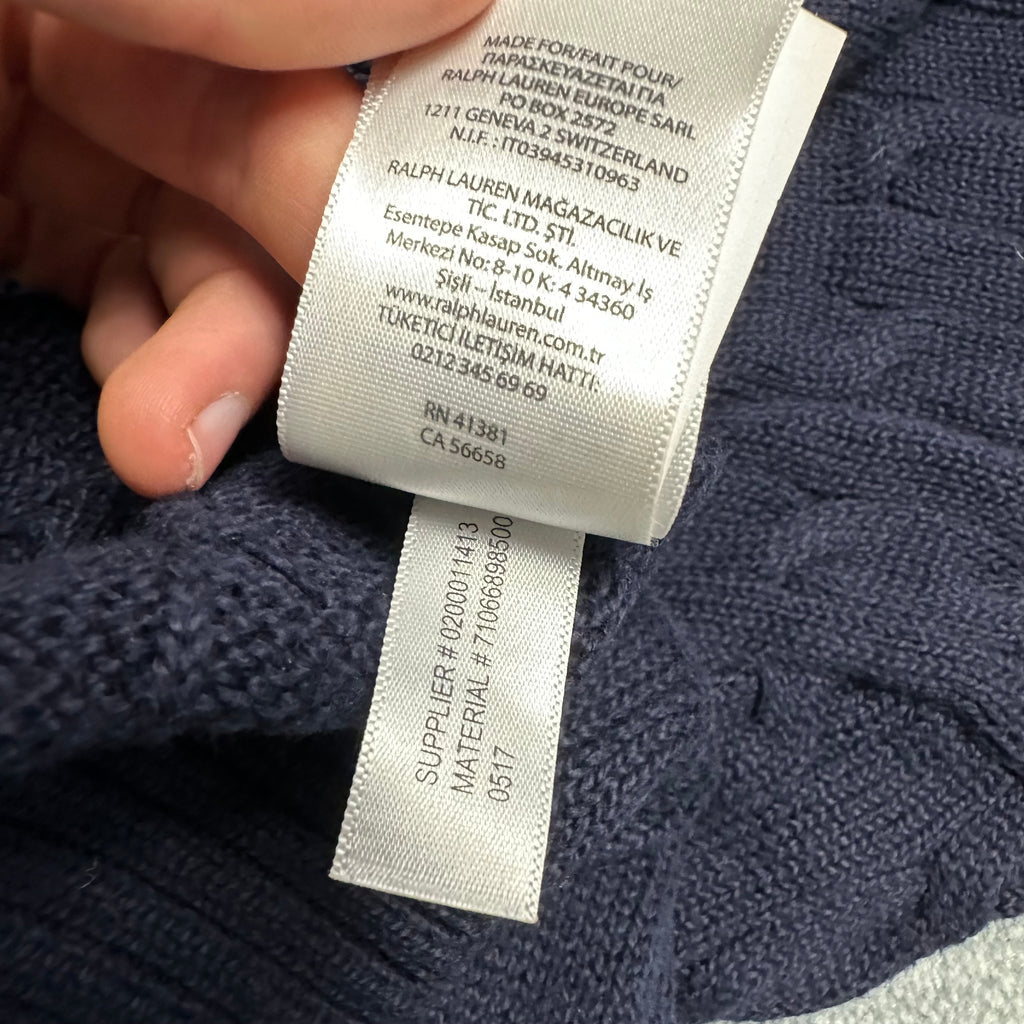 MADE FOR/FAIT POUR/
ΠΑΡΑΣΚΕΥΑΖΕΤΑΙ ΓΙΑ
RALPH LAUREN EUROPE SARL
PO BOX 2572
1211 GENEVA 2 SWITZERLAND
N.I.F. : IT03945310963
RALPH LAUREN MAĞAZACILIK VE
TİC. LTD. ŞTİ.
Esentepe Kasap Sok. Altınay İş
Merkezi No: 8-10 K: 4 34360
Şişli – İstanbul
www.ralphlauren.com.tr
TÜKETİCİ İLETİŞİM HATTI:
0212 345 69 69
RN 41381
CA 56658
SUPPLIER # 0200011413
MATERIAL # 71066898500
0517